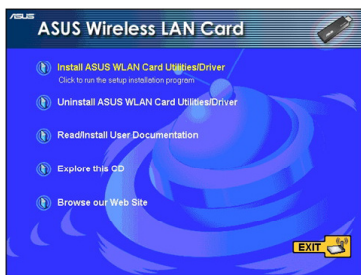 ASUS
ASUS Wireless LAN Card
Install ASUS WLAN Card Utilities/Driver
Click to run the setup installation program
Uninstall ASUS WLAN Card Utilities/Driver
Read/Install User Documentation
Explore this CD
Browse our Web Site
EXIT